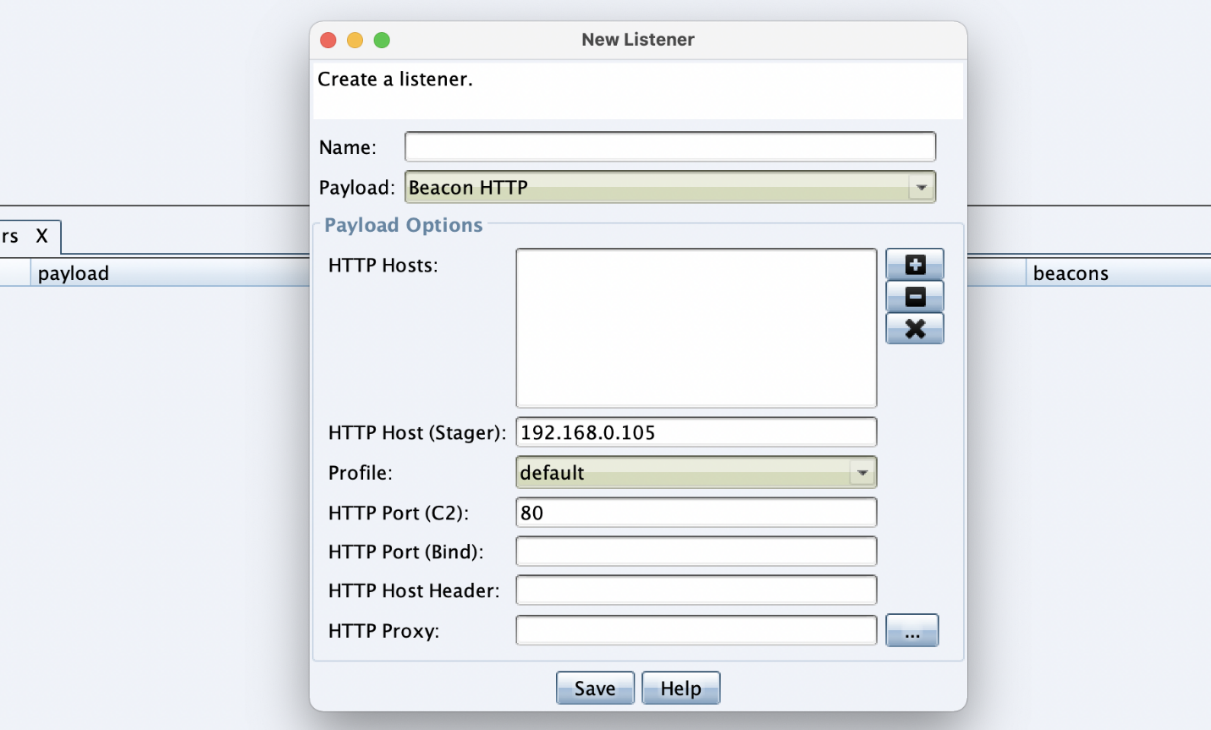 New Listener
Create a listener.
Name:
Payload: Beacon HTTP
Payload Options
rs X
HTTP Hosts:
payload
beacons
HTTP Host (Stager): 192.168.0.105
Profile: default
HTTP Port (C2): 80
HTTP Port (Bind):
HTTP Host Header:
HTTP Proxy: ...
Save Help